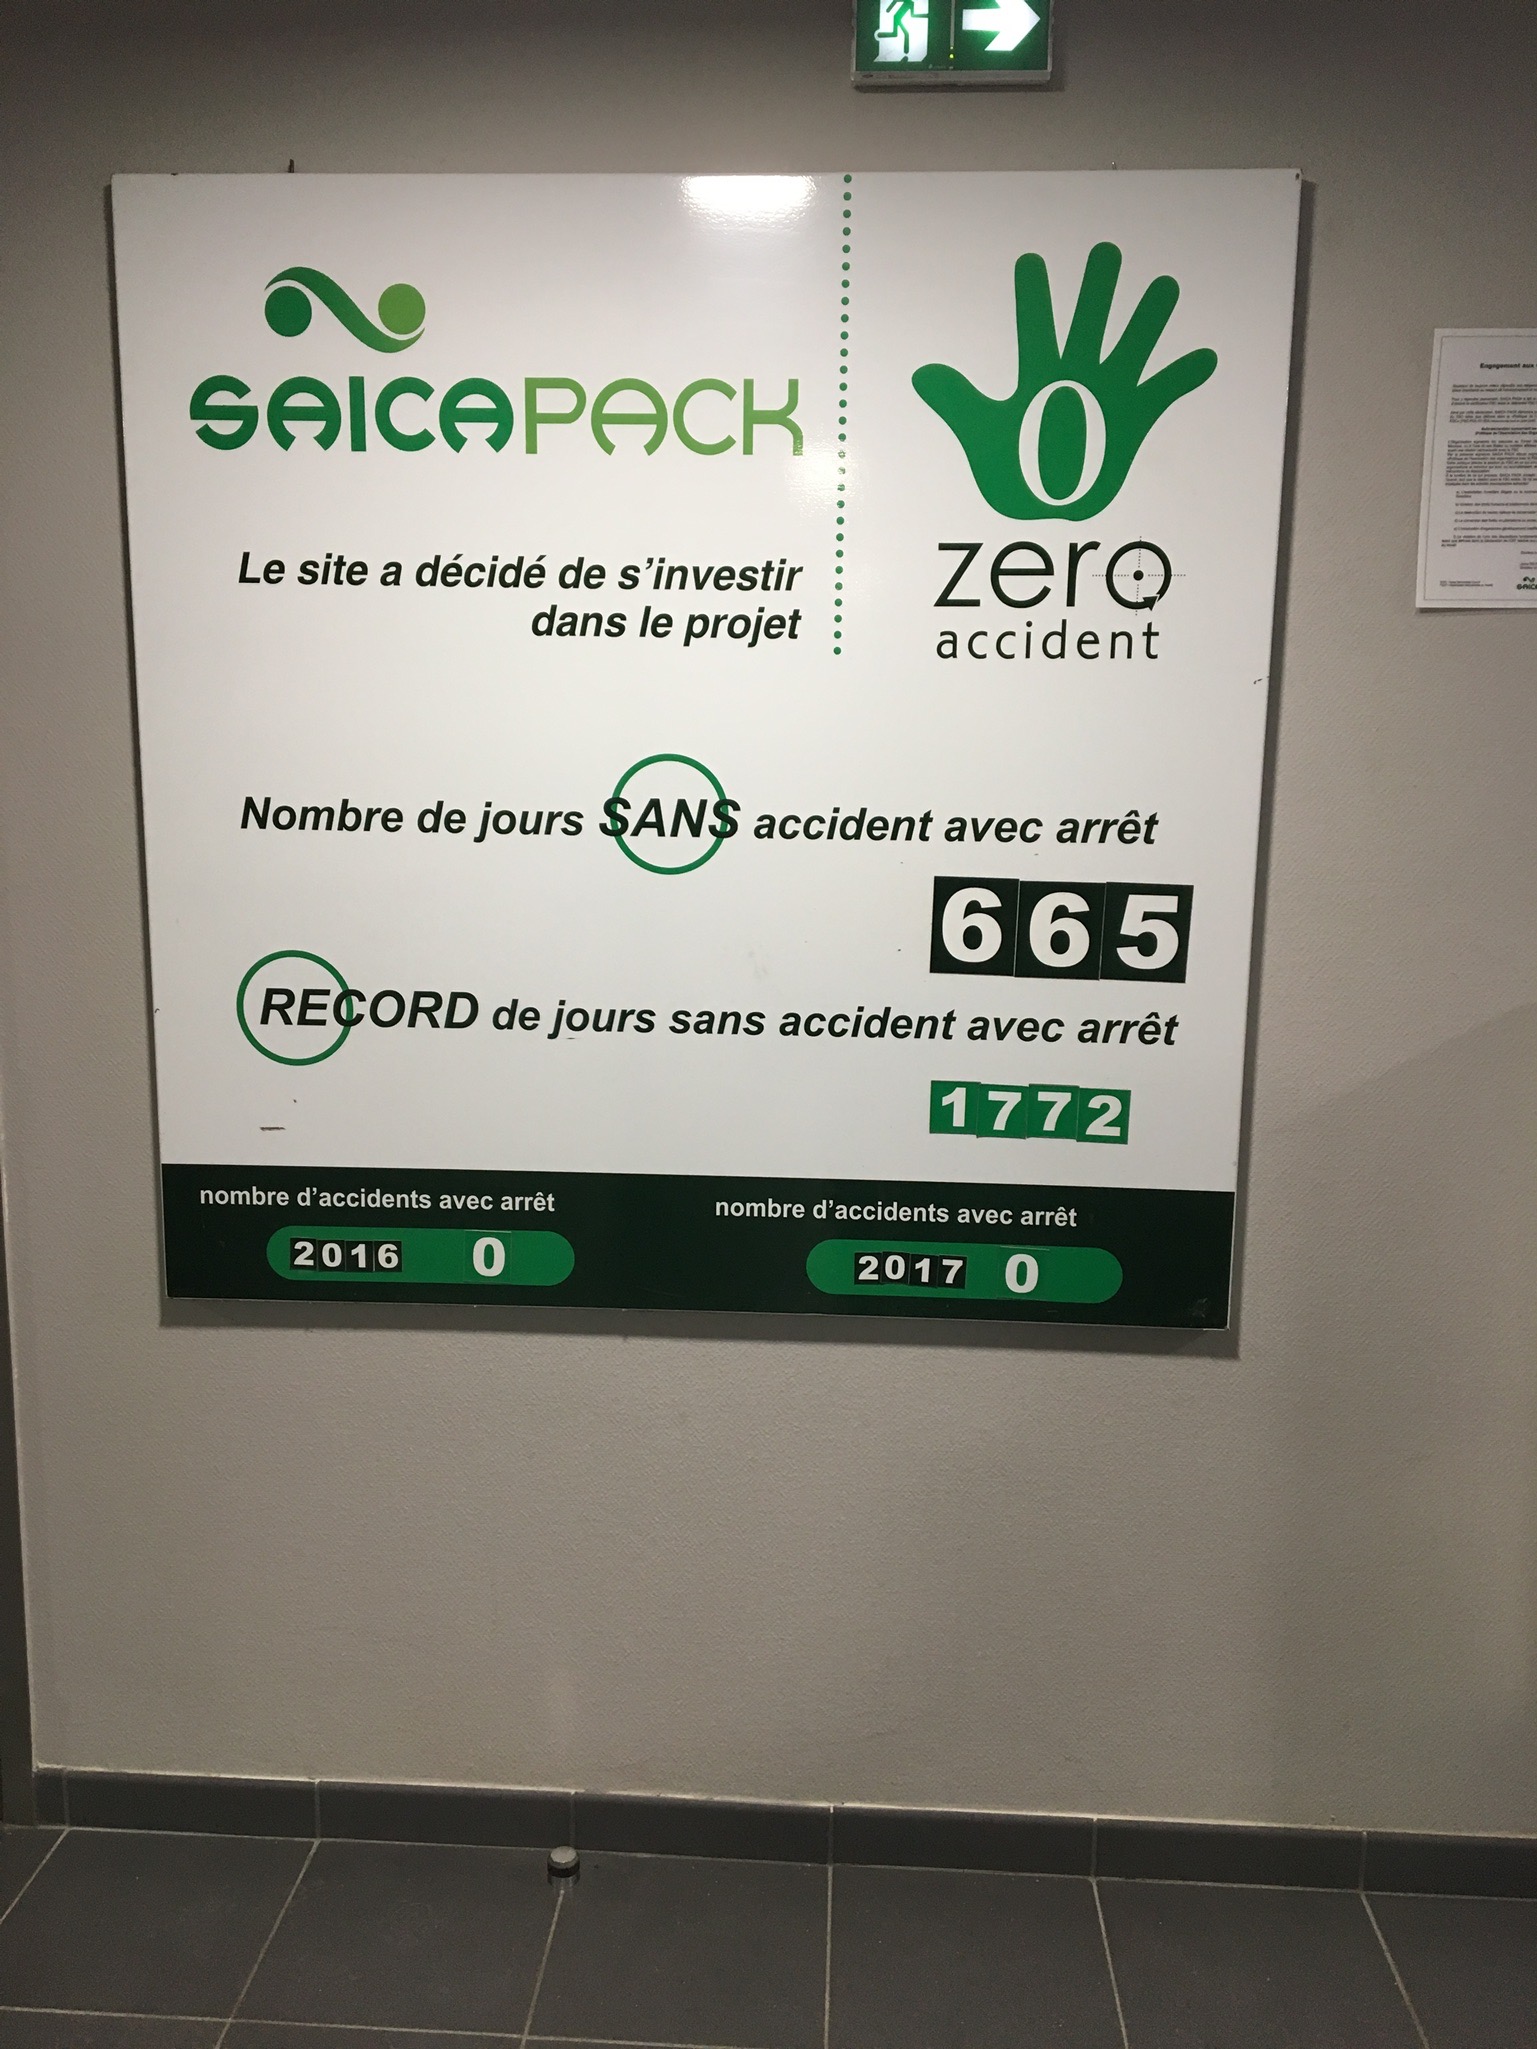 SAICAPACK
Le site a décidé de s'investir
dans le projet
0
zero
accident
Nombre de jours SANS accident avec arrêt
665
RECORD de jours sans accident avec arrêt
1772
nombre d'accidents avec arrêt
2016 0
nombre d'accidents avec arrêt
2017 0
Engagement aux